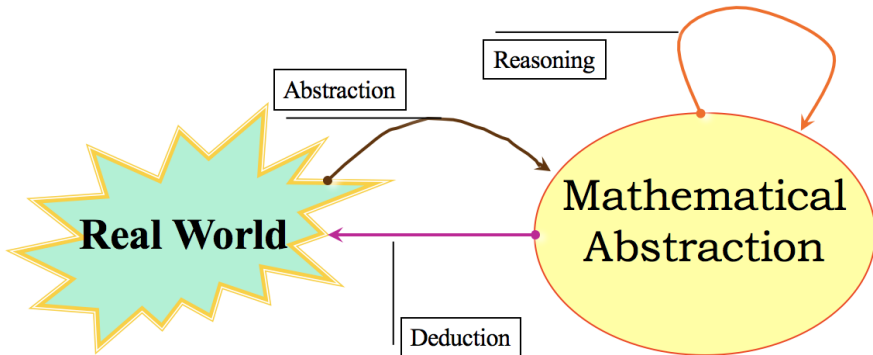 Reasoning
Abstraction
Real World
Mathematical
Abstraction
Deduction